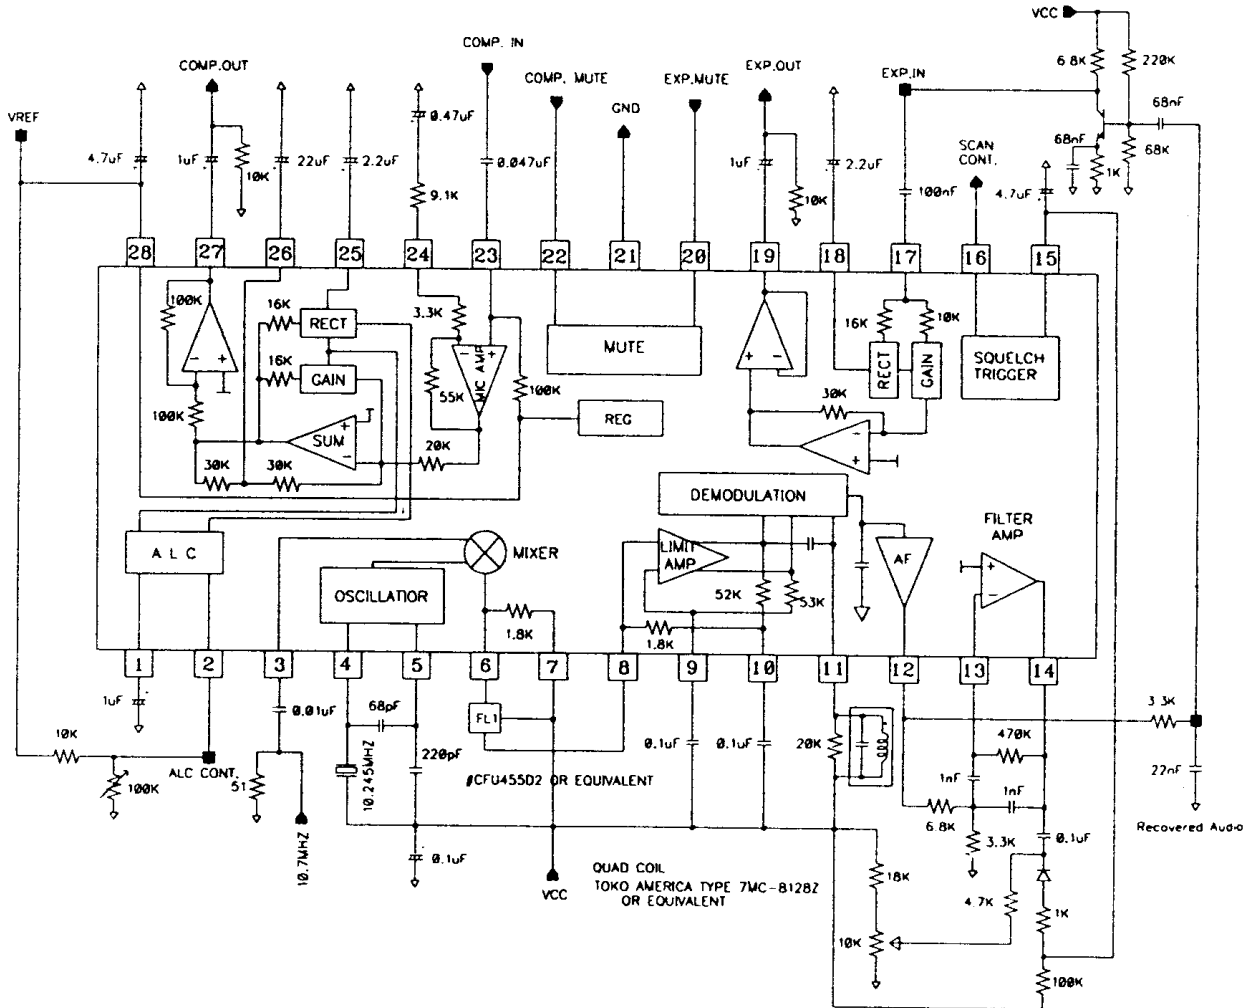 VCC
COMP. IN
6.8K
220K
COMP.OUT
COMP. MUTE
EXP.MUTE
EXP.OUT
EXP.IN
VREF
GND
0.47uF
68nF
68nF
68K
SCAN
CONT.
1K
4.7uF
1uF
10K
22uF
2.2uF
9.1K
0.047uF
1uF
10K
2.2uF
100nF
4.7uF
28
27
26
25
24
23
22
21
20
19
18
17
16
15
100K
16K
RECT
3.3K
MUTE
16K
10K
SQUELCH
TRIGGER
16K
GAIN
MIC AMP
RECT
GAIN
55K
100K
REG
30K
100K
SUM
20K
30K
30K
DEMODULATION
FILTER
AMP
A L C
MIXER
LIMIT
AMP
AF
OSCILLATIOR
52K
53K
1.8K
1.8K
1
2
3
4
5
6
7
8
9
10
11
12
13
14
1uF
0.01uF
68pF
FL1
3.3K
10K
0.1uF
0.1uF
20K
470K
ALC CONT.
220pF
100K
51
10.245MHZ
#CFU455D2 OR EQUIVALENT
1nF
1nF
22nF
6.8K
10.7MHZ
0.1uF
3.3K
0.1uF
Recovered Audio
QUAD COIL
VCC
TOKO AMERICA TYPE 7MC-8128Z
OR EQUIVALENT
18K
4.7K
1K
10K
100K